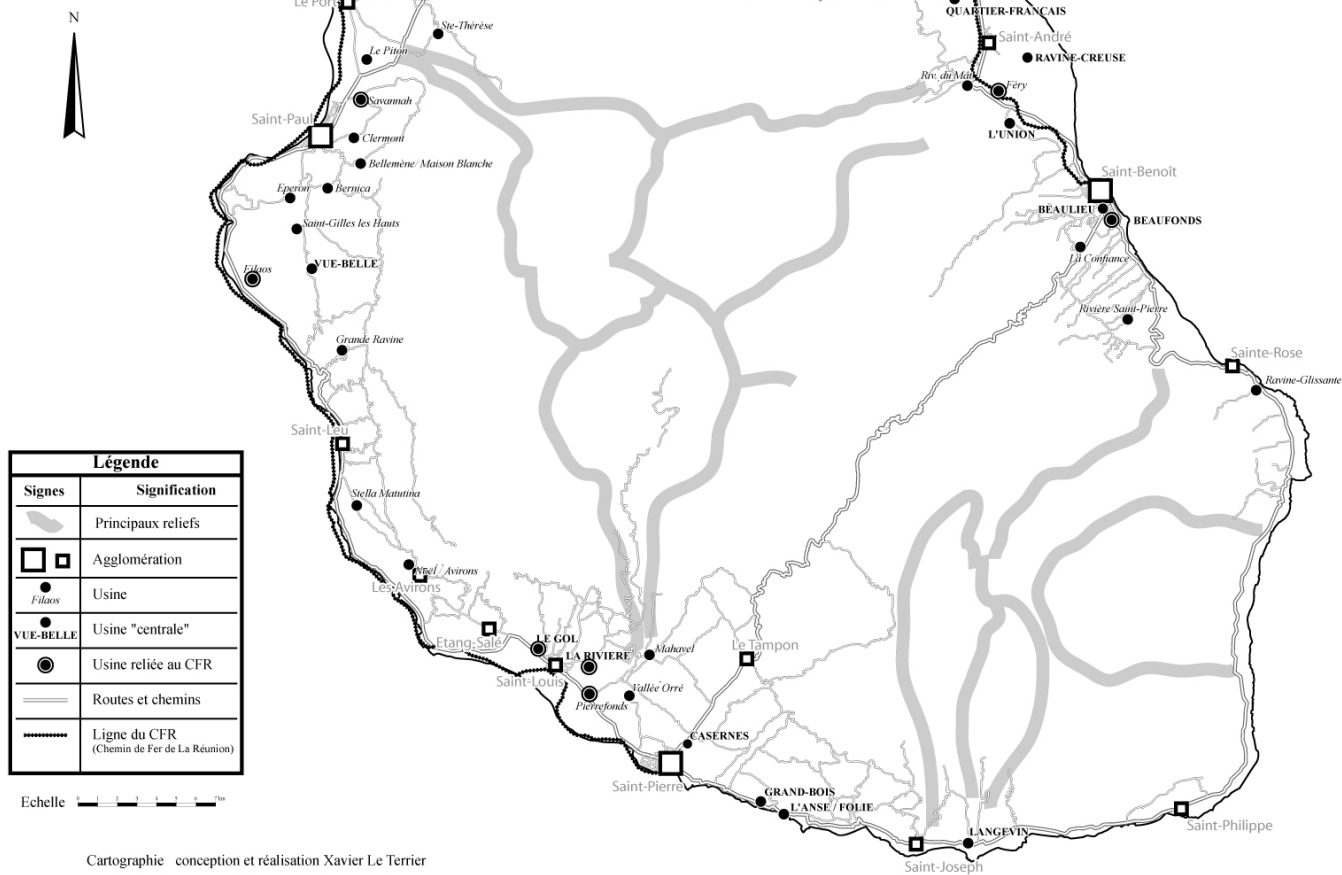 N
Le Port
Ste-Thérèse
Le Piton
Savannah
Saint-Paul
Clermont
Bellemène/ Maison Blanche
Eperon
Bernica
Saint-Gilles les Hauts
VUE-BELLE
Filaos
Grande Ravine
Saint-Leu
Stella Matutina
Noël / Avirons
Les Avirons
Etang-Salé
LE GOL
LA RIVIERE
Saint-Louis
Pierrefonds
Mahavel
Vallée Orré
Le Tampon
CASERNES
Saint-Pierre
GRAND-BOIS
L'ANSE / FOLIE
LANGEVIN
Saint-Joseph
Saint-Philippe
QUARTIER-FRANCAIS
Saint-André
RAVINE-CREUSE
Riv. du Mât
Féry
L'UNION
Saint-Benoît
BEAULIEU
BEAUFONDS
La Confiance
Rivière/Saint-Pierre
Sainte-Rose
Ravine-Glissante
Légende
Signes Signification
Principaux reliefs
Agglomération
Filaos Usine
VUE-BELLE Usine "centrale"
Usine reliée au CFR
Routes et chemins
Ligne du CFR
(Chemin de Fer de La Réunion)
Echelle
Cartographie conception et réalisation Xavier Le Terrier